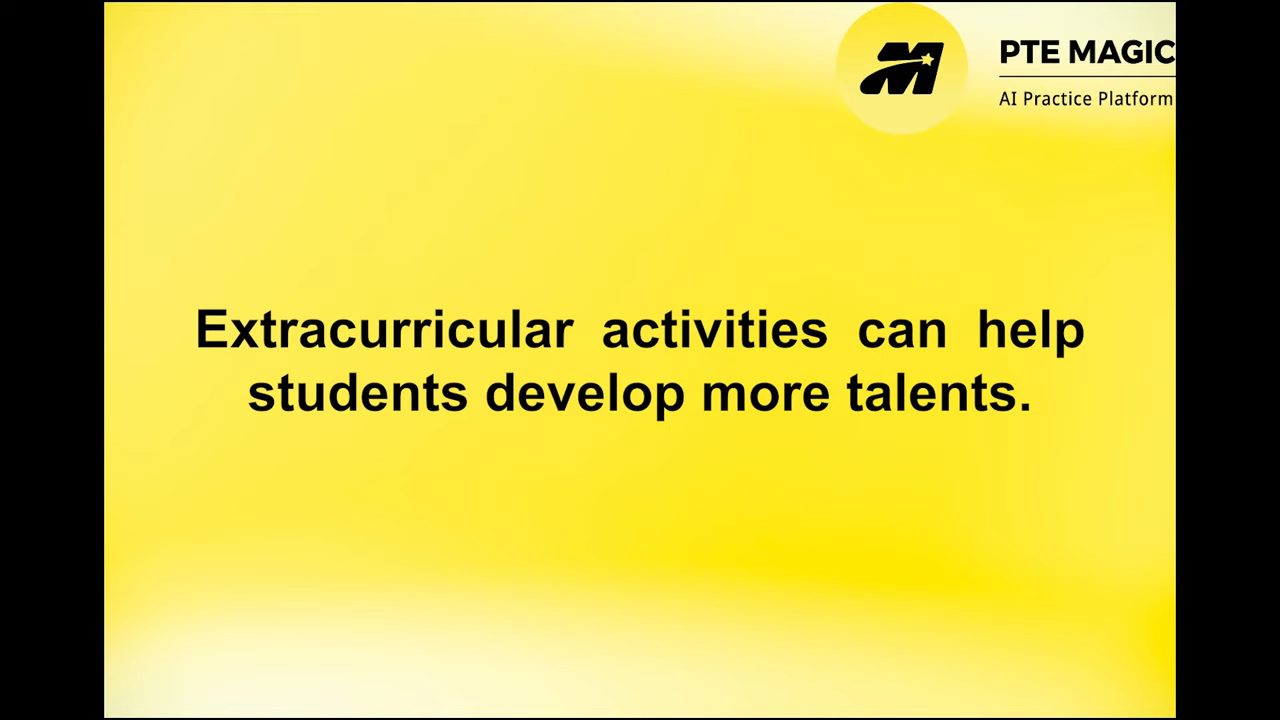 PTE MAGIC
AI Practice Platform
Extracurricular activities can help
students develop more talents.